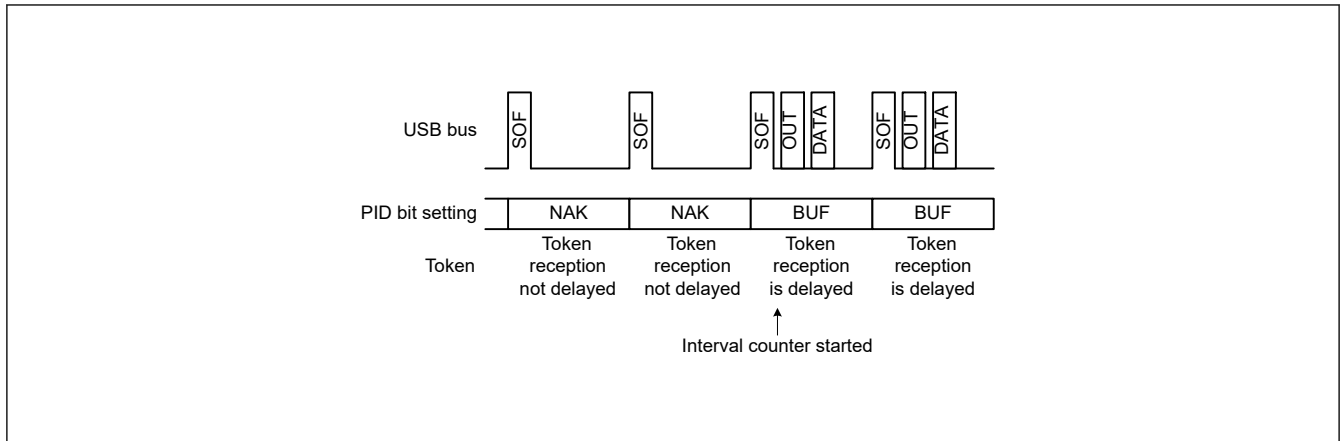 USB bus
SOF
SOF
SOF
OUT
DATA
SOF
OUT
DATA
PID bit setting
NAK
NAK
BUF
BUF
Token
Token
reception
not delayed
Token
reception
not delayed
Token
reception
is delayed
Token
reception
is delayed
Interval counter started